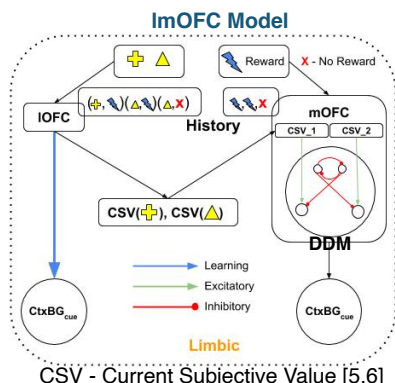 lmOFC Model
Reward
X - No Reward
lOFC
( , )( , )( ,X)
, ,X
History
mOFC
CSV_1
CSV_2
CSV( ), CSV( )
DDM
Learning
Excitatory
Inhibitory
CtxBGcue
CtxBGcue
Limbic
CSV - Current Subjective Value [5,6]